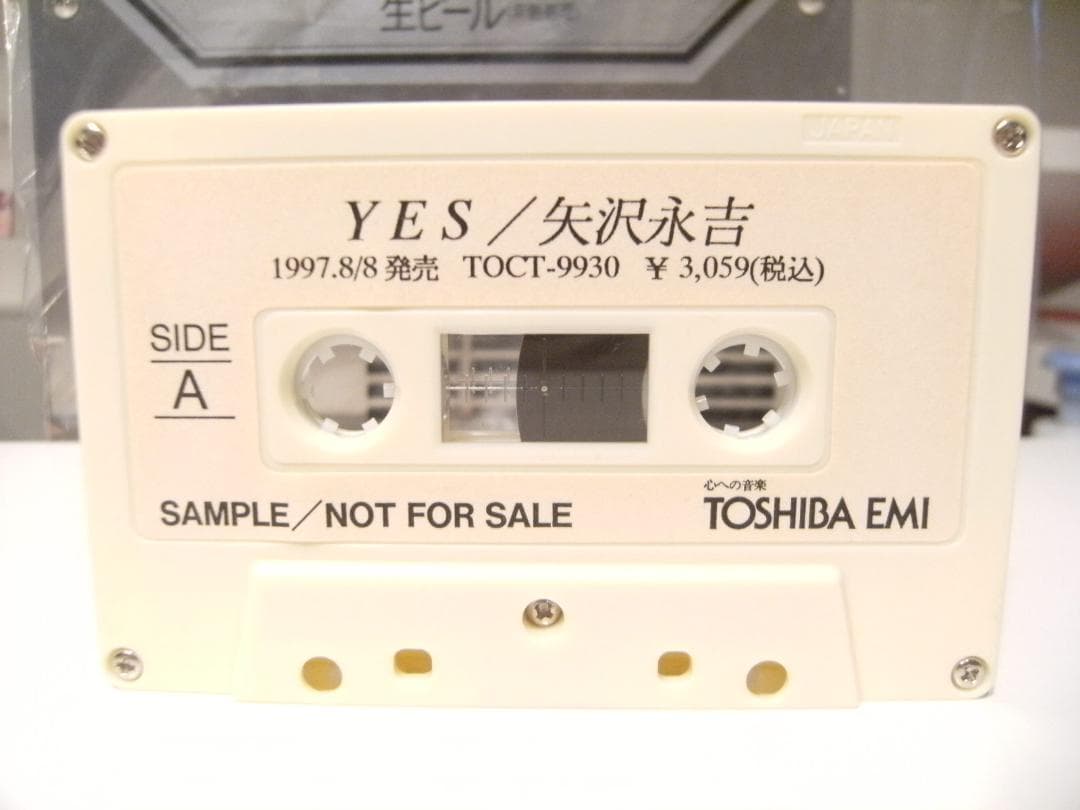 生ビール
JAPAN
YES／矢沢永吉
1997.8/8 発売 TOCT-9930 ￥3,059(税込)
SIDE
A
SAMPLE／NOT FOR SALE
心への音楽
TOSHIBA EMI